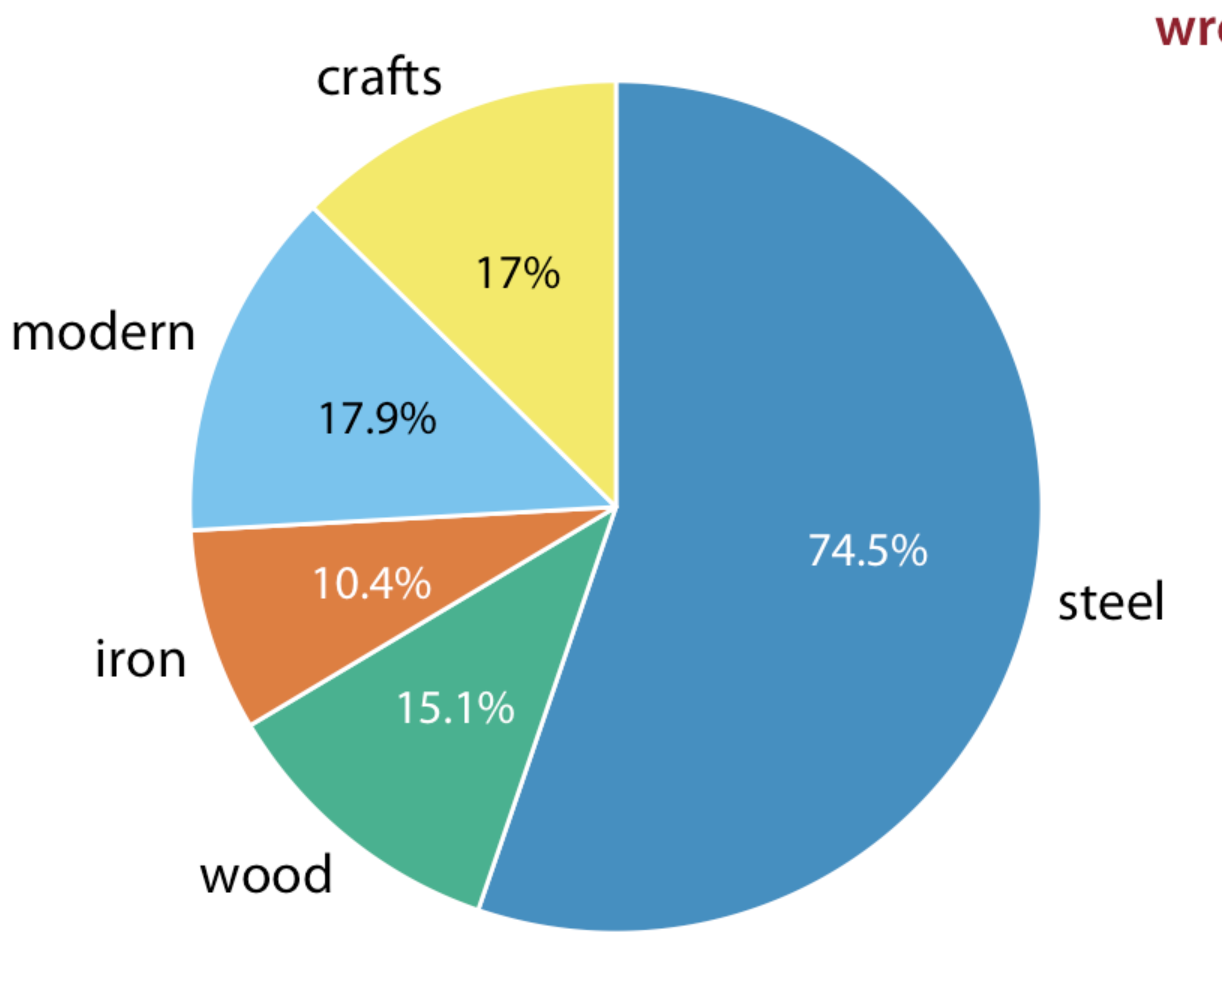 crafts
17%
modern
17.9%
74.5%
steel
10.4%
iron
15.1%
wood